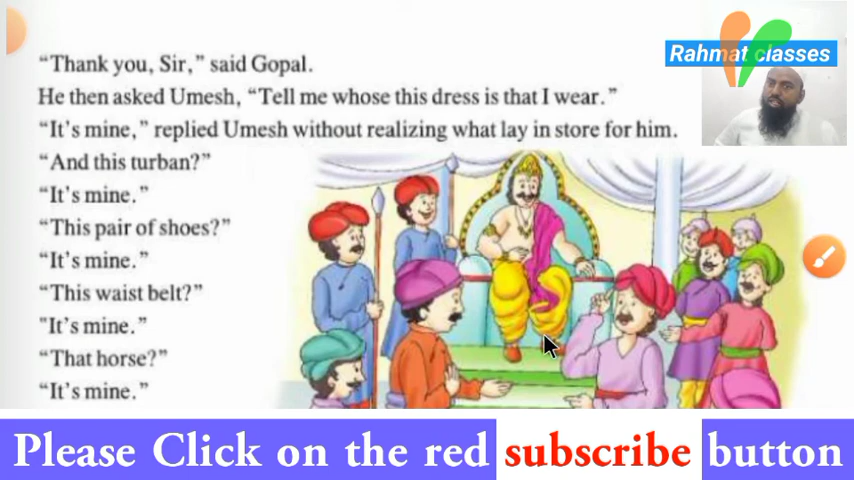 Rahmat classes
“Thank you, Sir,” said Gopal.
He then asked Umesh, “Tell me whose this dress is that I wear.”
“It’s mine,” replied Umesh without realizing what lay in store for him.
“And this turban?”
“It’s mine.”
“This pair of shoes?”
“It’s mine.”
“This waist belt?”
"It’s mine.”
“That horse?”
“It’s mine.”
Please Click on the red subscribe button